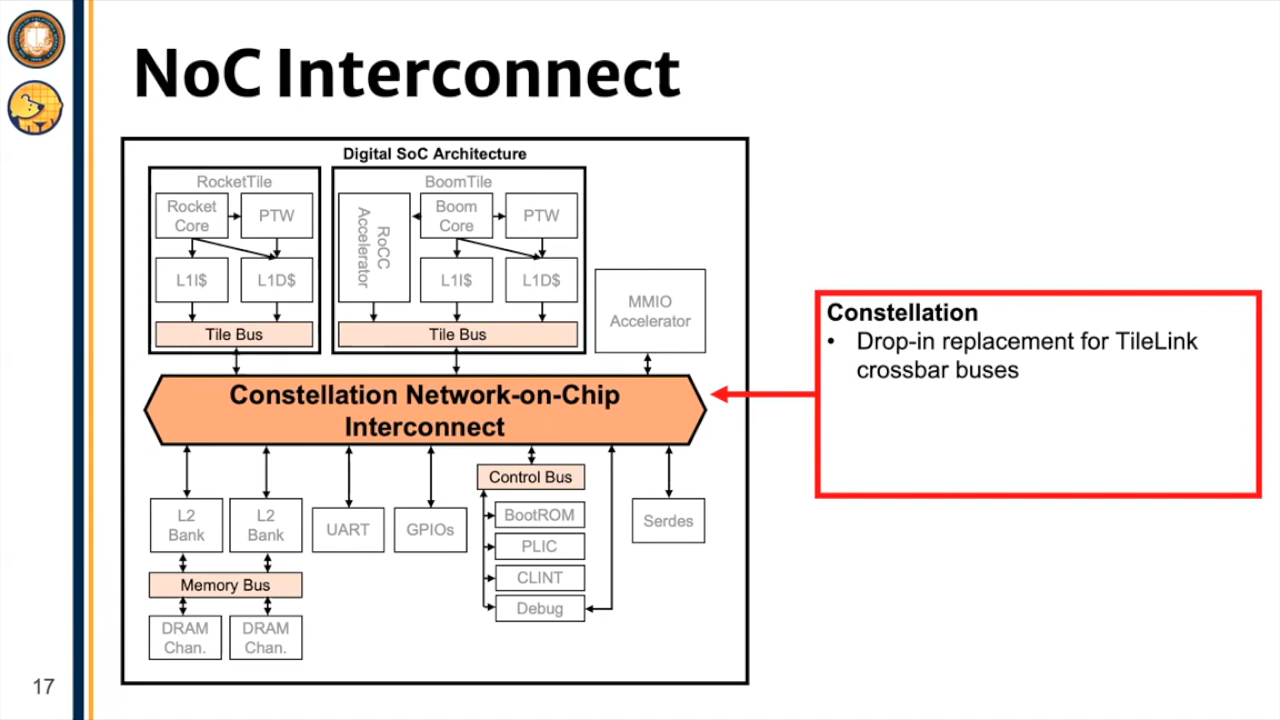 NoC Interconnect
Digital SoC Architecture
RocketTile
Rocket
Core
PTW
L1I$
L1D$
Tile Bus
BoomTile
RoCC
Accelerator
Boom
Core
PTW
L1I$
L1D$
Tile Bus
MMIO
Accelerator
Constellation Network-on-Chip
Interconnect
L2
Bank
L2
Bank
UART
GPIOs
Control Bus
BootROM
PLIC
CLINT
Debug
Serdes
Memory Bus
DRAM
Chan.
DRAM
Chan.
Constellation
• Drop-in replacement for TileLink
crossbar buses
17